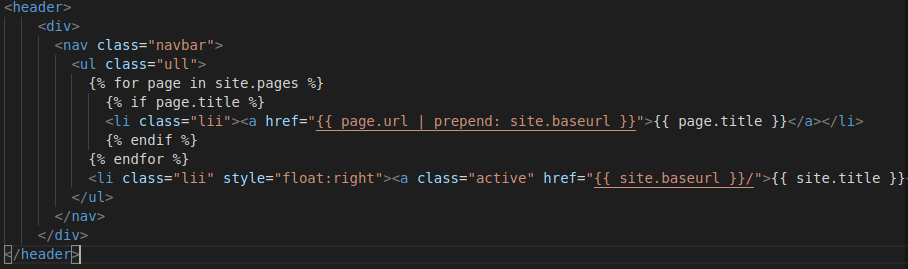 <header>
<div>
<nav class="navbar">
<ul class="ull">
{% for page in site.pages %}
{% if page.title %}
<li class="lii"><a href="{{ page.url | prepend: site.baseurl }}">{{ page.title }}</a></li>
{% endif %}
{% endfor %}
<li class="lii" style="float:right"><a class="active" href="{{ site.baseurl }}/">{{ site.title }}<
</ul>
</nav>
</div>
</header>